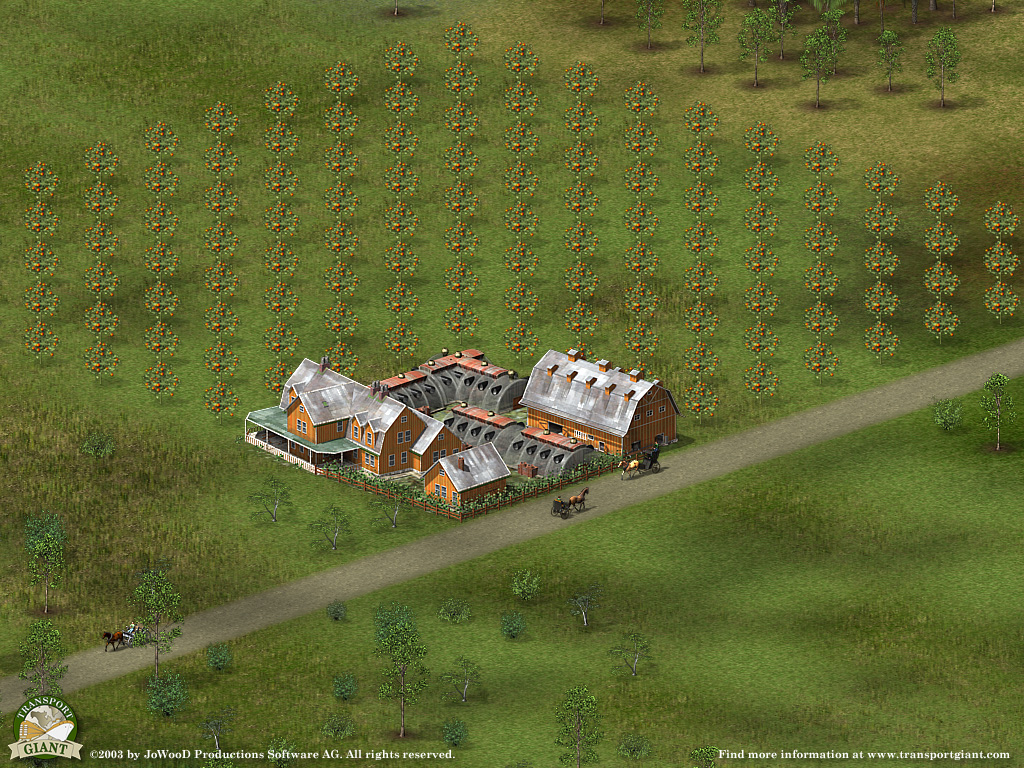 TRANSPORT
GIANT
©2003 by JoWooD Productions Software AG. All rights reserved.
Find more information at www.transportgiant.com